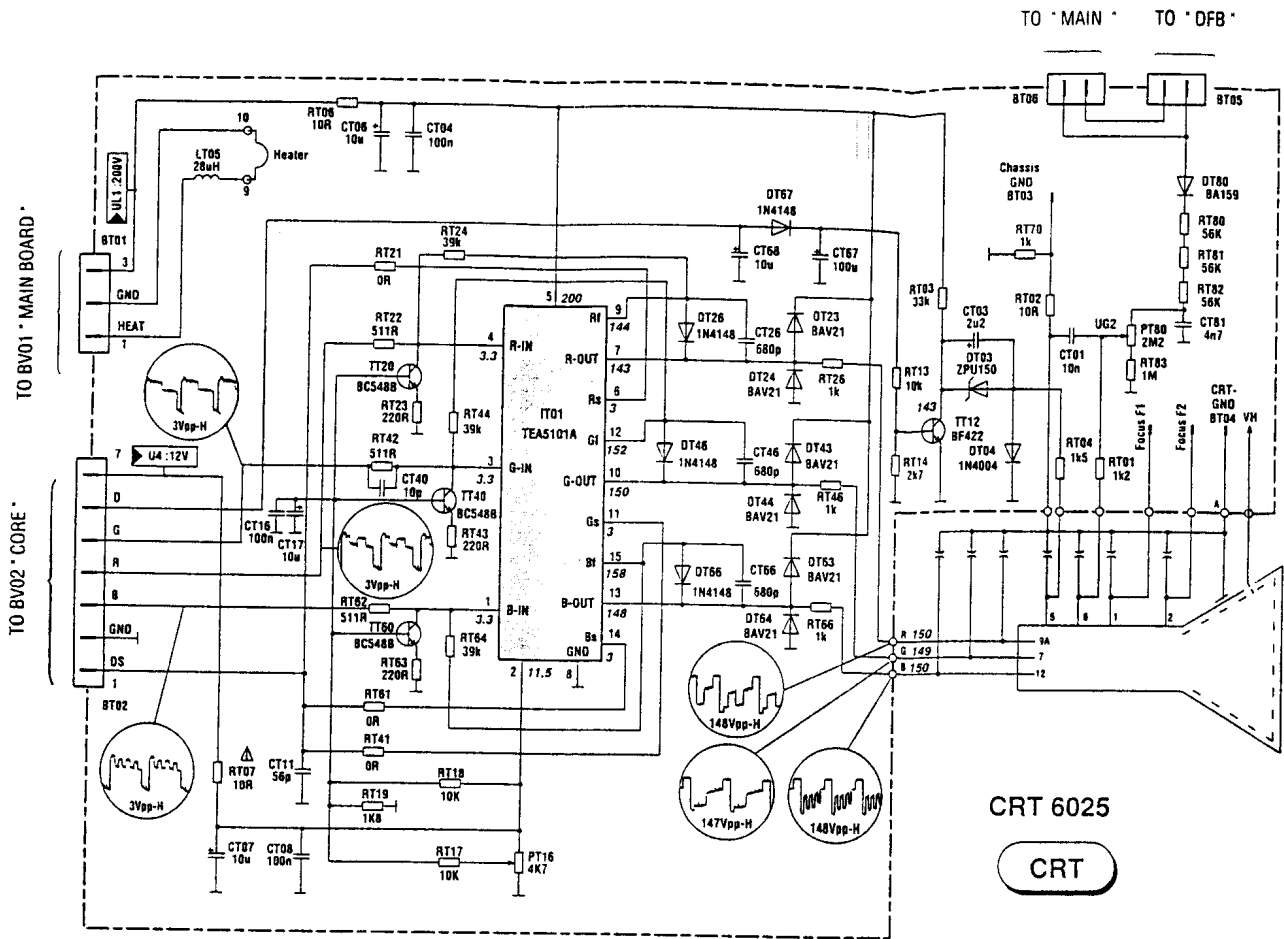 TO "MAIN"
TO "DFB"
BT06
BT05
RT06
10R
CT06
10u
CT04
100n
10
LT05
28uH
Heater
9
UL1 :200V
TO BV01 "MAIN BOARD"
BT01
3
GND
HEAT
1
Chassis
GND
BT03
DT80
BA159
RT80
56K
RT81
56K
RT82
56K
RT70
1k
RT02
10R
CT01
10n
UG2
PT80
2M2
CT81
4n7
RT83
1M
DT67
1N4148
CT68
10u
CT67
100u
RT24
39k
RT21
0R
RT22
511R
5
200
4
3.3
R-IN
Rf
9
144
R-OUT
7
143
Rs
6
3
DT26
1N4148
CT26
680p
DT23
BAV21
DT24
BAV21
RT26
1k
RT03
33k
CT03
2u2
DT03
ZPU150
RT13
10k
143
TT12
BF422
DT04
1N4004
RT14
2k7
RT04
1k5
RT01
1k2
Focus F1
Focus F2
CRT-
GND
BT04
VH
A
TT20
BC548B
RT23
220R
3Vpp-H
RT44
39k
IT01
TEA5101A
RT42
511R
CT40
10p
3
3.3
G-IN
Gf
12
152
G-OUT
10
150
Gs
11
3
DT46
1N4148
CT46
680p
DT43
BAV21
DT44
BAV21
RT46
1k
TT40
BC548B
RT43
220R
CT16
100n
CT17
10u
3Vpp-H
TO BV02 "CORE"
7
U4 :12V
D
G
R
B
GND
DS
1
BT02
RT62
511R
1
3.3
B-IN
Bf
15
158
B-OUT
13
148
Bs
14
3
GND
8
2
11.5
DT66
1N4148
CT66
680p
DT63
BAV21
DT64
BAV21
RT66
1k
TT60
BC548B
RT63
220R
RT64
39k
RT61
0R
RT41
0R
CT11
56p
3Vpp-H
RT07
10R
RT18
10K
RT19
1K8
RT17
10K
PT16
4K7
CT07
10u
CT08
100n
R 150
G 149
B 150
9A
7
12
5
6
1
2
148Vpp-H
147Vpp-H
148Vpp-H
CRT 6025
CRT